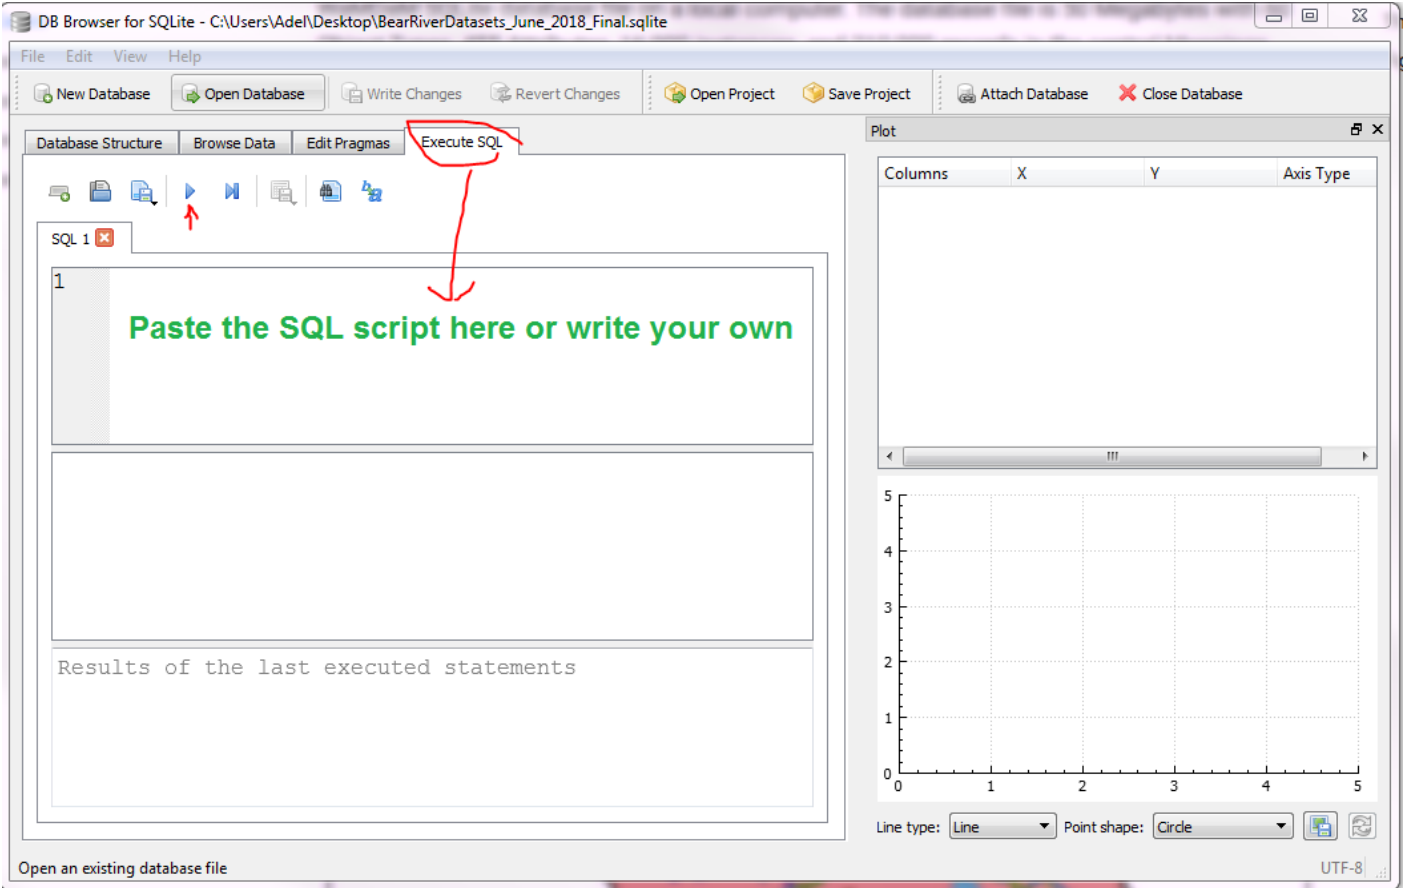 DB Browser for SQLite - C:\Users\Adel\Desktop\BearRiverDatasets_June_2018_Final.sqlite
File Edit View Help
New Database Open Database Write Changes Revert Changes Open Project Save Project Attach Database Close Database
Database Structure Browse Data Edit Pragmas Execute SQL
Plot
Columns X Y Axis Type
SQL 1
1
Paste the SQL script here or write your own
Results of the last executed statements
5
4
3
2
1
0
0 1 2 3 4 5
Line type: Line Point shape: Circle
Open an existing database file
UTF-8